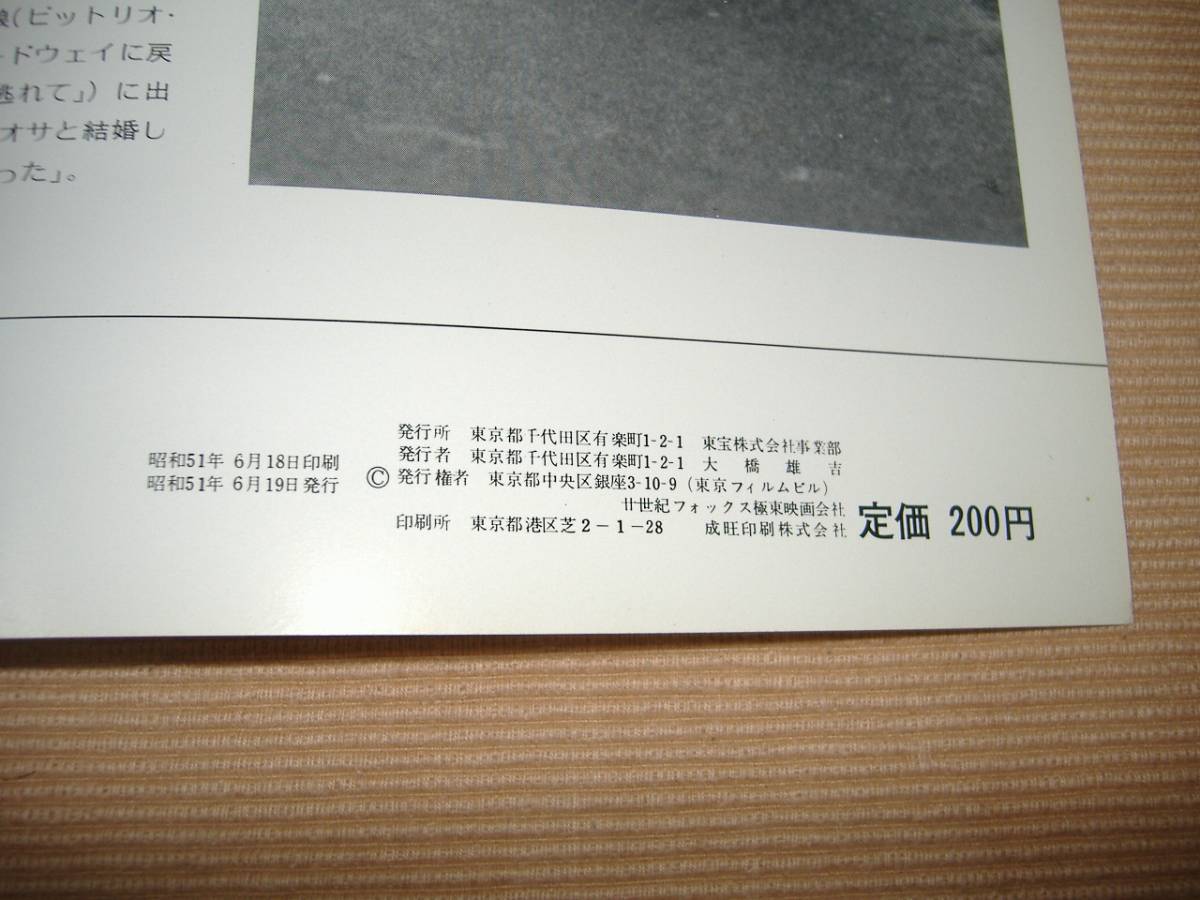 (ピットリオ・
ードウェイに戻
逃れて」）に出
オサと結婚し
った」。
昭和51年 6月18日印刷
昭和51年 6月19日発行
発行所 東京都千代田区有楽町1-2-1 東宝株式会社事業部
発行者 東京都千代田区有楽町1-2-1 大橋雄吉
©発行権者 東京都中央区銀座3-10-9 (東京フィルムビル)
廿世紀フォックス極東映画会社
印刷所 東京都港区芝2-1-28 成旺印刷株式会社
定価 200円